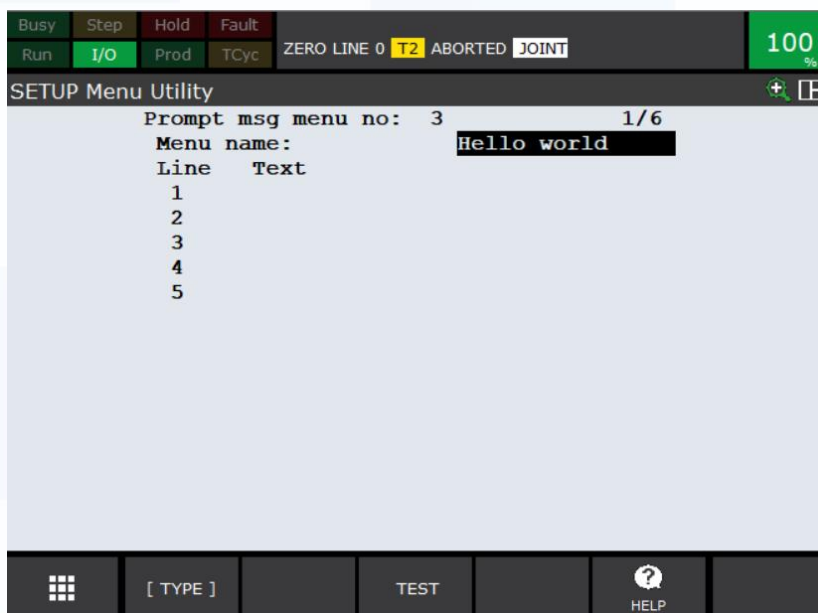 Busy Step Hold Fault
Run I/O Prod TCyc ZERO LINE 0 T2 ABORTED JOINT 100 %
SETUP Menu Utility
Prompt msg menu no: 3 1/6
Menu name: Hello world
Line Text
1
2
3
4
5
[ TYPE ] TEST HELP